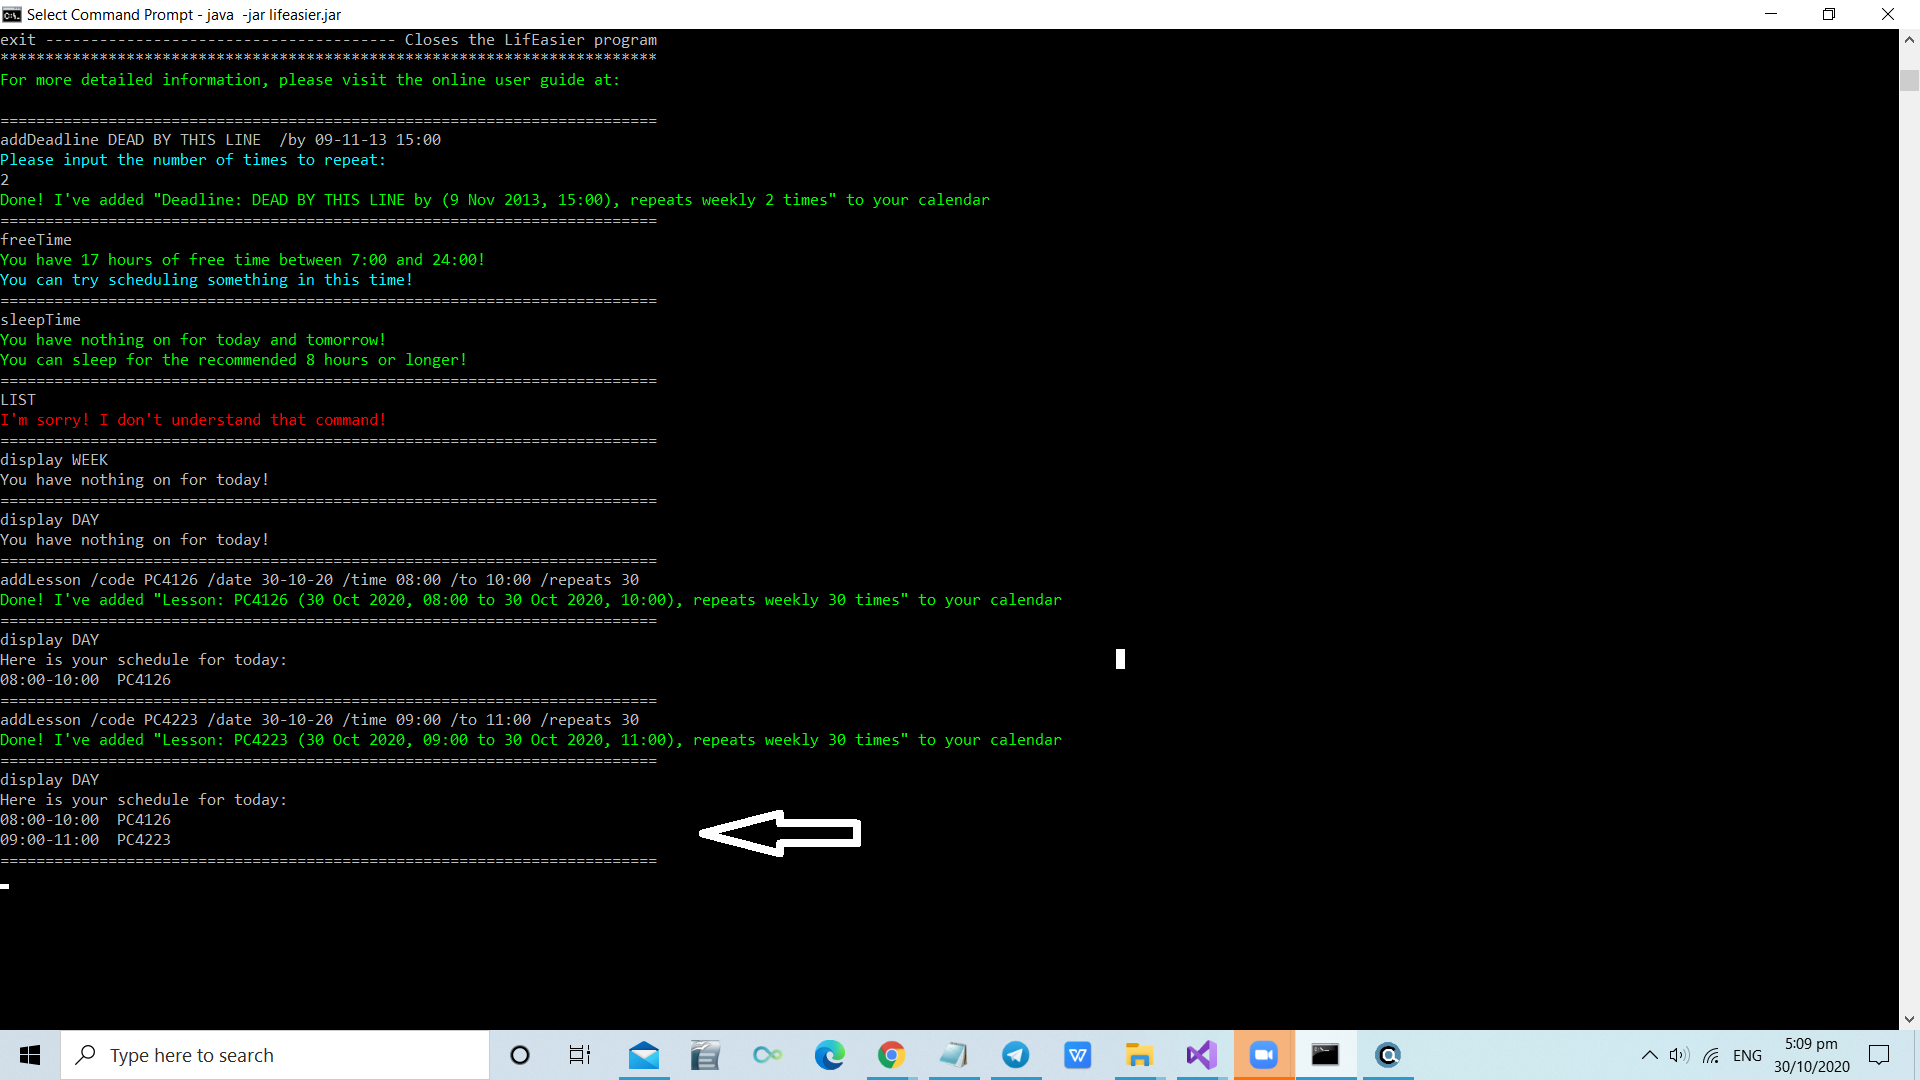 Select Command Prompt - java  -jar lifeasier.jar
exit --------------------------------------- Closes the LifEasier program
*************************************************************************
For more detailed information, please visit the online user guide at:
=========================================================================
addDeadline DEAD BY THIS LINE  /by 09-11-13 15:00
Please input the number of times to repeat:
2
Done! I've added "Deadline: DEAD BY THIS LINE by (9 Nov 2013, 15:00), repeats weekly 2 times" to your calendar
=========================================================================
freeTime
You have 17 hours of free time between 7:00 and 24:00!
You can try scheduling something in this time!
=========================================================================
sleepTime
You have nothing on for today and tomorrow!
You can sleep for the recommended 8 hours or longer!
=========================================================================
LIST
I'm sorry! I don't understand that command!
=========================================================================
display WEEK
You have nothing on for today!
=========================================================================
display DAY
You have nothing on for today!
=========================================================================
addLesson /code PC4126 /date 30-10-20 /time 08:00 /to 10:00 /repeats 30
Done! I've added "Lesson: PC4126 (30 Oct 2020, 08:00 to 30 Oct 2020, 10:00), repeats weekly 30 times" to your calendar
=========================================================================
display DAY
Here is your schedule for today:
08:00-10:00  PC4126
=========================================================================
addLesson /code PC4223 /date 30-10-20 /time 09:00 /to 11:00 /repeats 30
Done! I've added "Lesson: PC4223 (30 Oct 2020, 09:00 to 30 Oct 2020, 11:00), repeats weekly 30 times" to your calendar
=========================================================================
display DAY
Here is your schedule for today:
08:00-10:00  PC4126
09:00-11:00  PC4223
=========================================================================
Type here to search
ENG
5:09 pm
30/10/2020